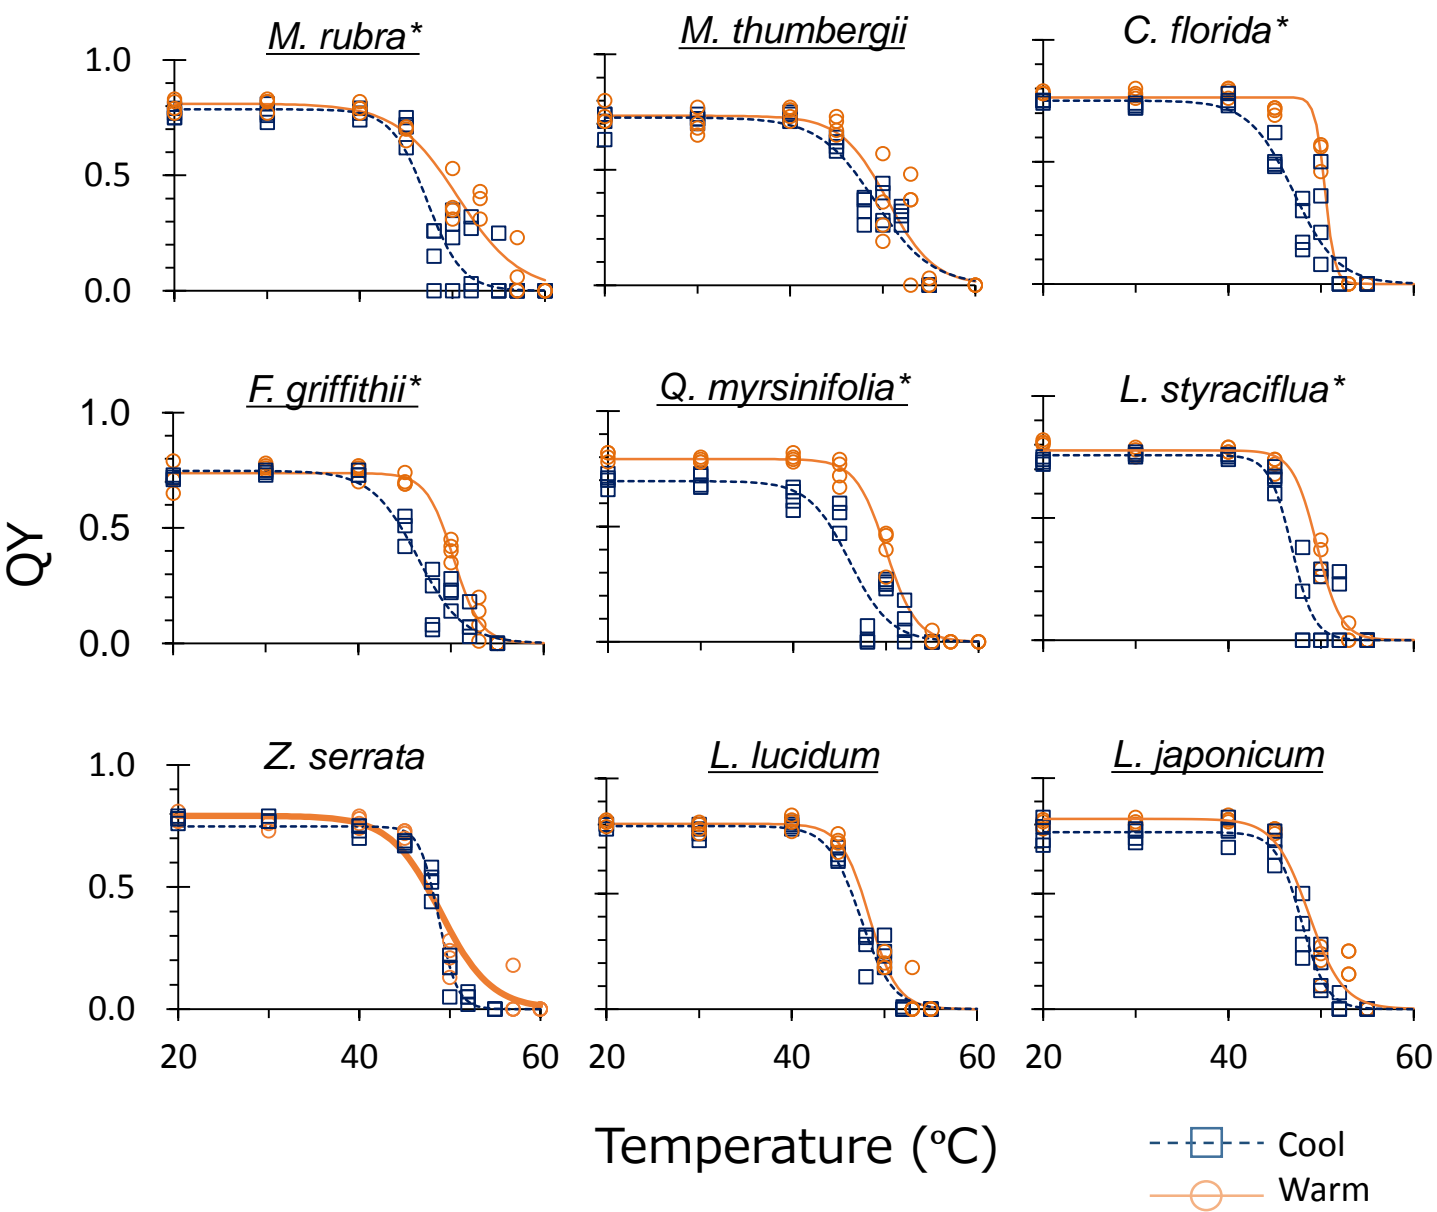 M. rubra*
M. thumbergii
C. florida*
1.0
0.5
0.0
F. griffithii*
Q. myrsinifolia*
L. styraciflua*
1.0
0.5
0.0
QY
Z. serrata
L. lucidum
L. japonicum
1.0
0.5
0.0
20 40 60 20 40 60 20 40 60
Temperature (°C)
Cool
Warm